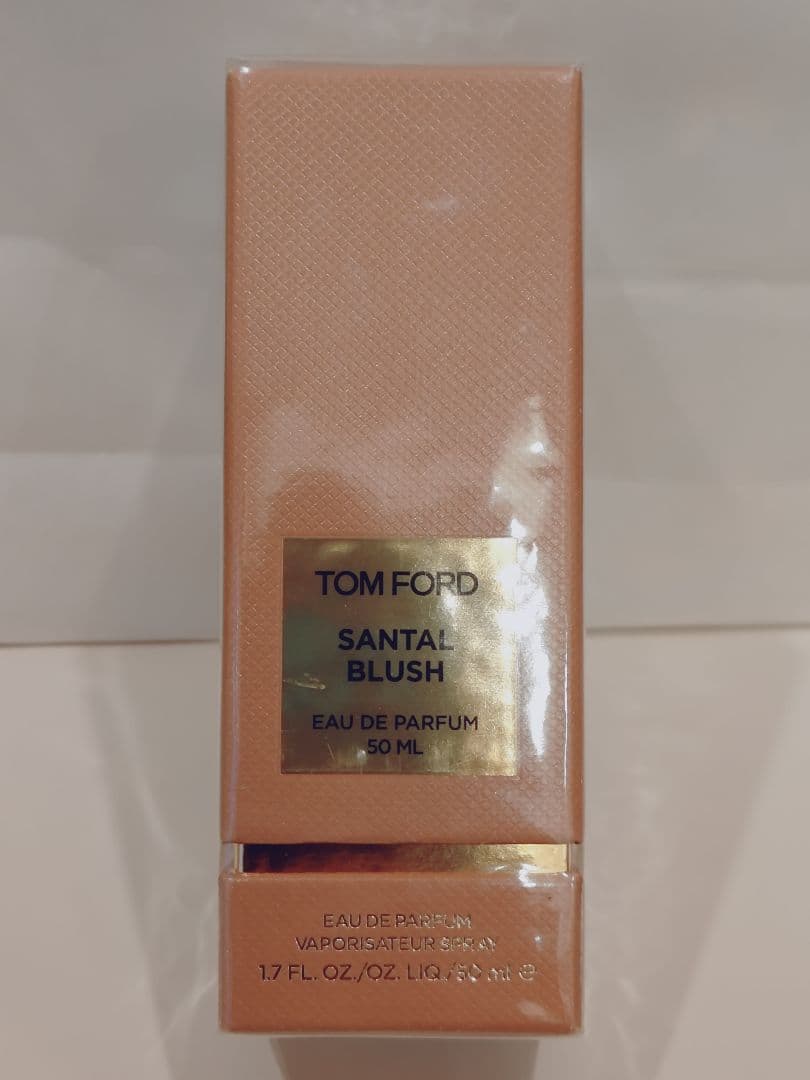 TOM FORD
SANTAL
BLUSH
EAU DE PARFUM
50 ML
EAU DE PARFUM
VAPORISATEUR SPRAY
1.7 FL. OZ./OZ. LIQ./50 ml ℮